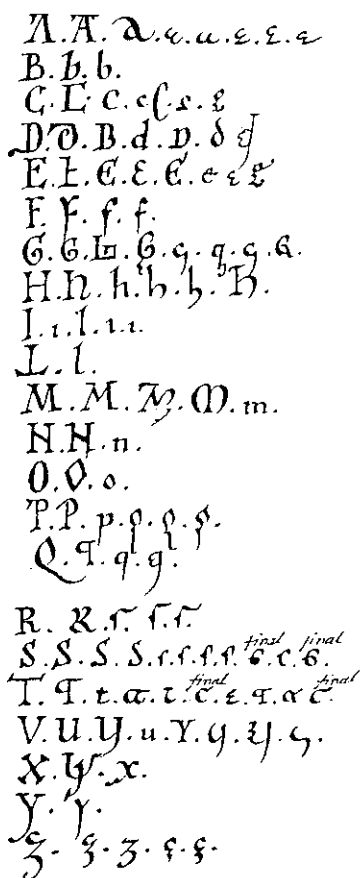 A. A. a. a. u. a. a. a
B. b. b.
C. C. C. c C s. c
D. D. D. d. D. d d
E. E. E. E. E. e e E
F. F. f. f.
G. G. G. G. g. g. g. G.
H. H. h. h. h. H.
I. ı. l. ı. ı.
L. l.
M. M. M. M. m.
N. N. n.
O. O. o.
P. P. p. p. p. p.
Q. q. q. q.
R. R. r. r. r.
S. S. S. S. s. s. s. s. final s. s. final s.
T. T. t. t. t. final t. t. t. t final t.
V. U. U. u. Y. y. y. y.
X. X. x.
Y. y.
Z. z. z. z. z.